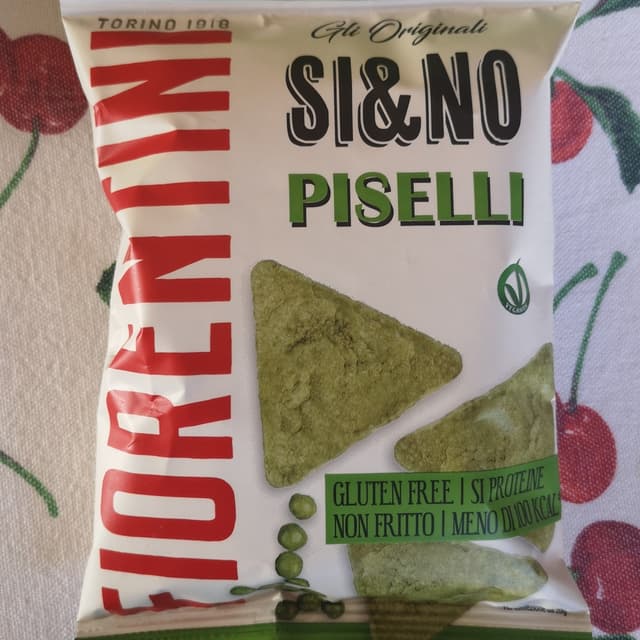 TORINO 1918
FIORENTINI
Gli Originali
SI&NO
PISELLI
GLUTEN FREE | SI PROTEINE
NON FRITTO | MENO DI 100 KCAL*